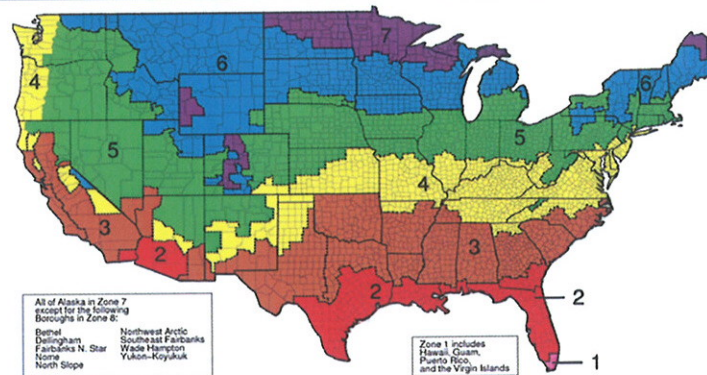 7
6
6
4
5
5
4
3
3
2
2
2
1
All of Alaska in Zone 7
except for the following
Boroughs in Zone 8:
Bethel Northwest Arctic
Dellingham Southeast Fairbanks
Fairbanks N. Star Wade Hampton
Nome Yukon-Koyukuk
North Slope
Zone 1 includes
Hawaii, Guam,
Puerto Rico,
and the Virgin Islands